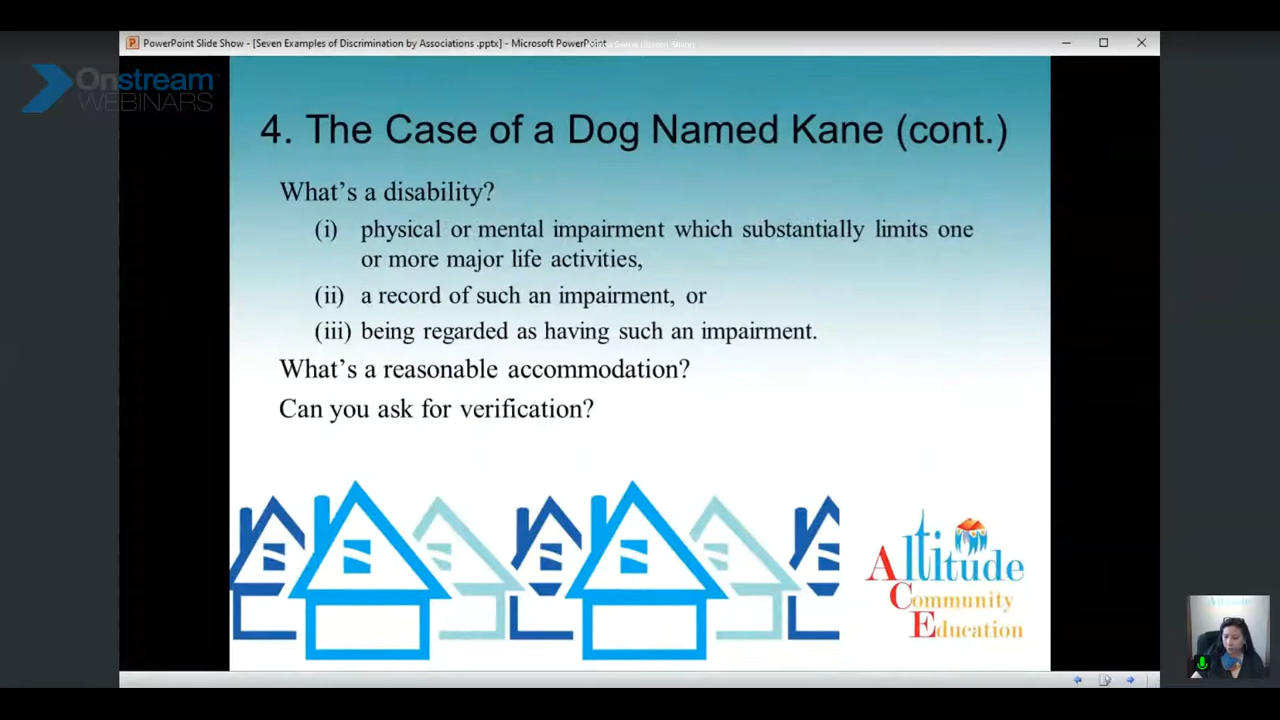 PowerPoint Slide Show - [Seven Examples of Discrimination by Associations .pptx] - Microsoft PowerPoint
Onstream
WEBINARS
4. The Case of a Dog Named Kane (cont.)
What's a disability?
(i) physical or mental impairment which substantially limits one
or more major life activities,
(ii) a record of such an impairment, or
(iii) being regarded as having such an impairment.
What's a reasonable accommodation?
Can you ask for verification?
Altitude
Community
Education